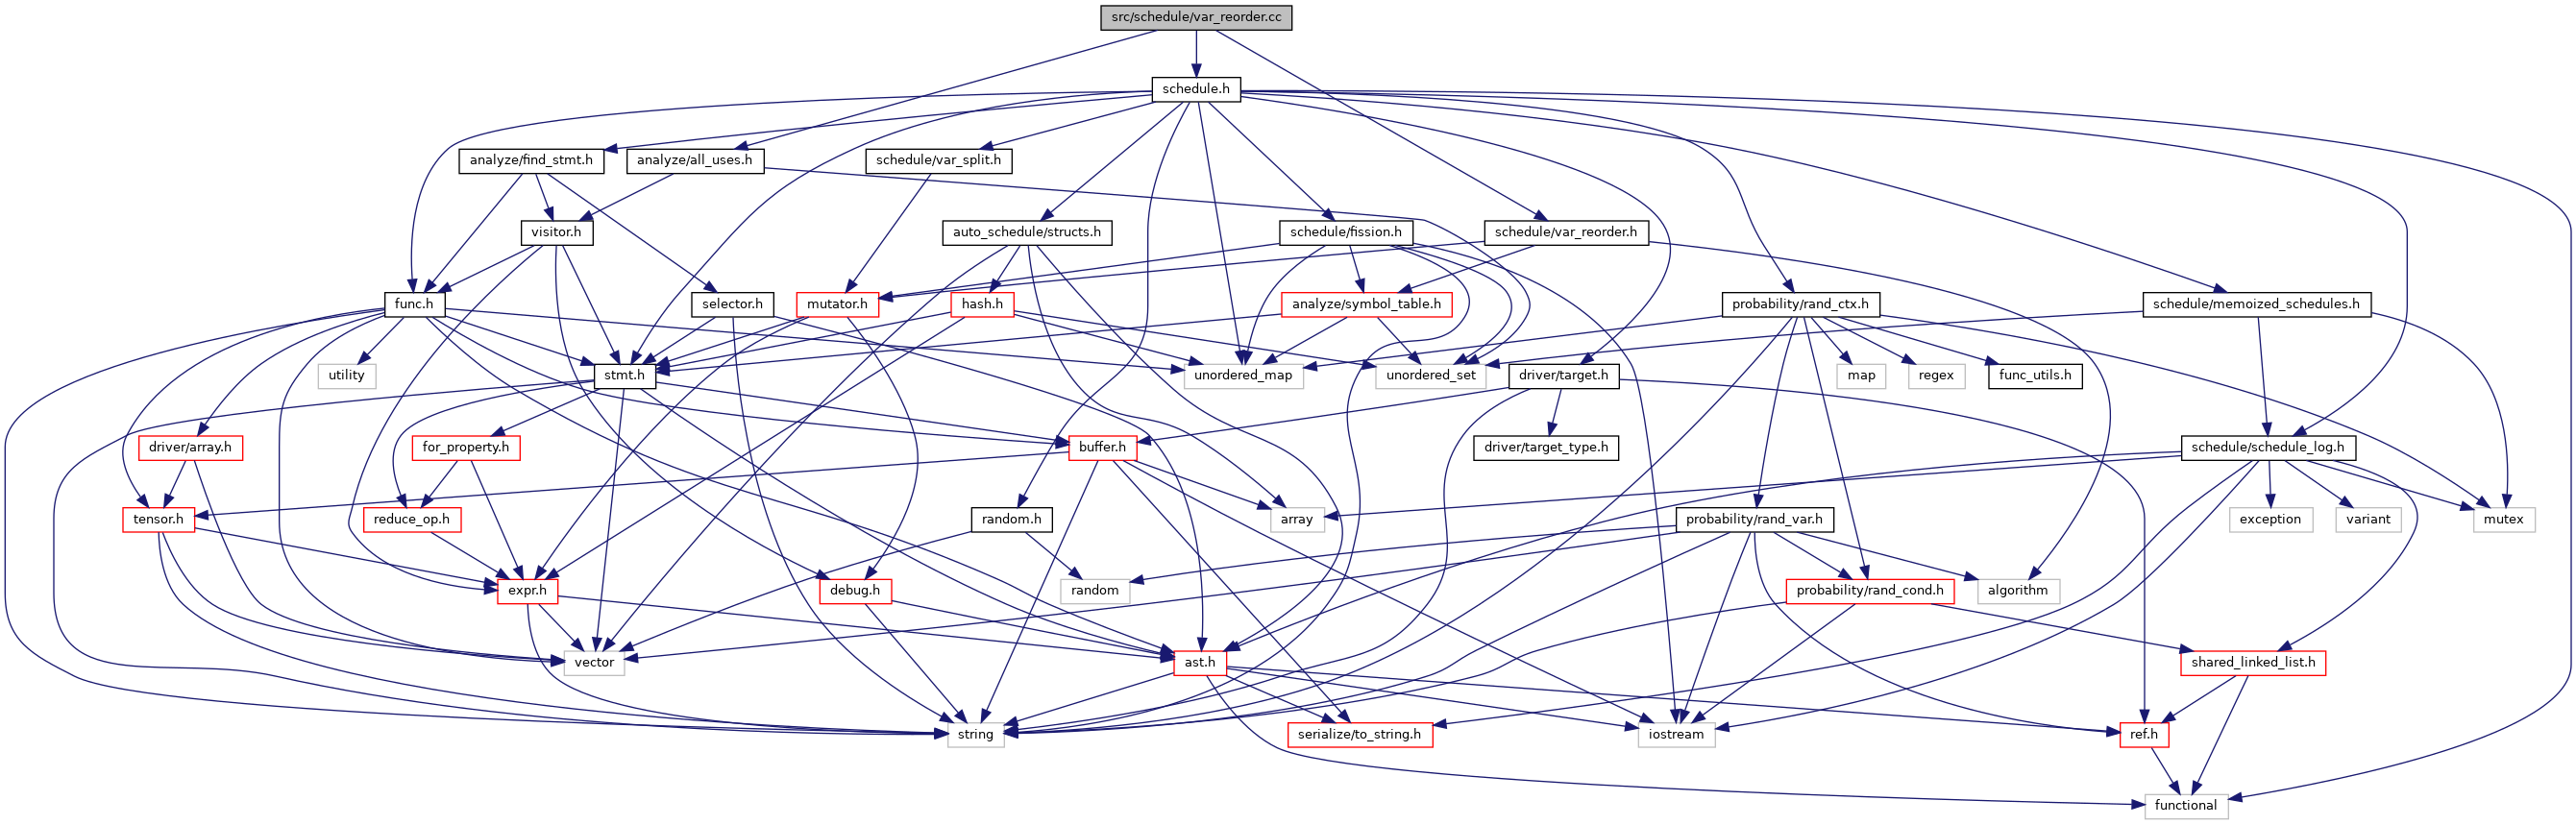 src/schedule/var_reorder.cc
schedule.h
analyze/find_stmt.h
analyze/all_uses.h
schedule/var_split.h
visitor.h
auto_schedule/structs.h
schedule/fission.h
schedule/var_reorder.h
func.h
selector.h
mutator.h
hash.h
analyze/symbol_table.h
probability/rand_ctx.h
schedule/memoized_schedules.h
utility
stmt.h
unordered_map
unordered_set
driver/target.h
map
regex
func_utils.h
driver/array.h
for_property.h
buffer.h
driver/target_type.h
schedule/schedule_log.h
tensor.h
reduce_op.h
random.h
array
probability/rand_var.h
exception
variant
mutex
expr.h
debug.h
random
probability/rand_cond.h
algorithm
vector
ast.h
shared_linked_list.h
string
serialize/to_string.h
iostream
ref.h
functional